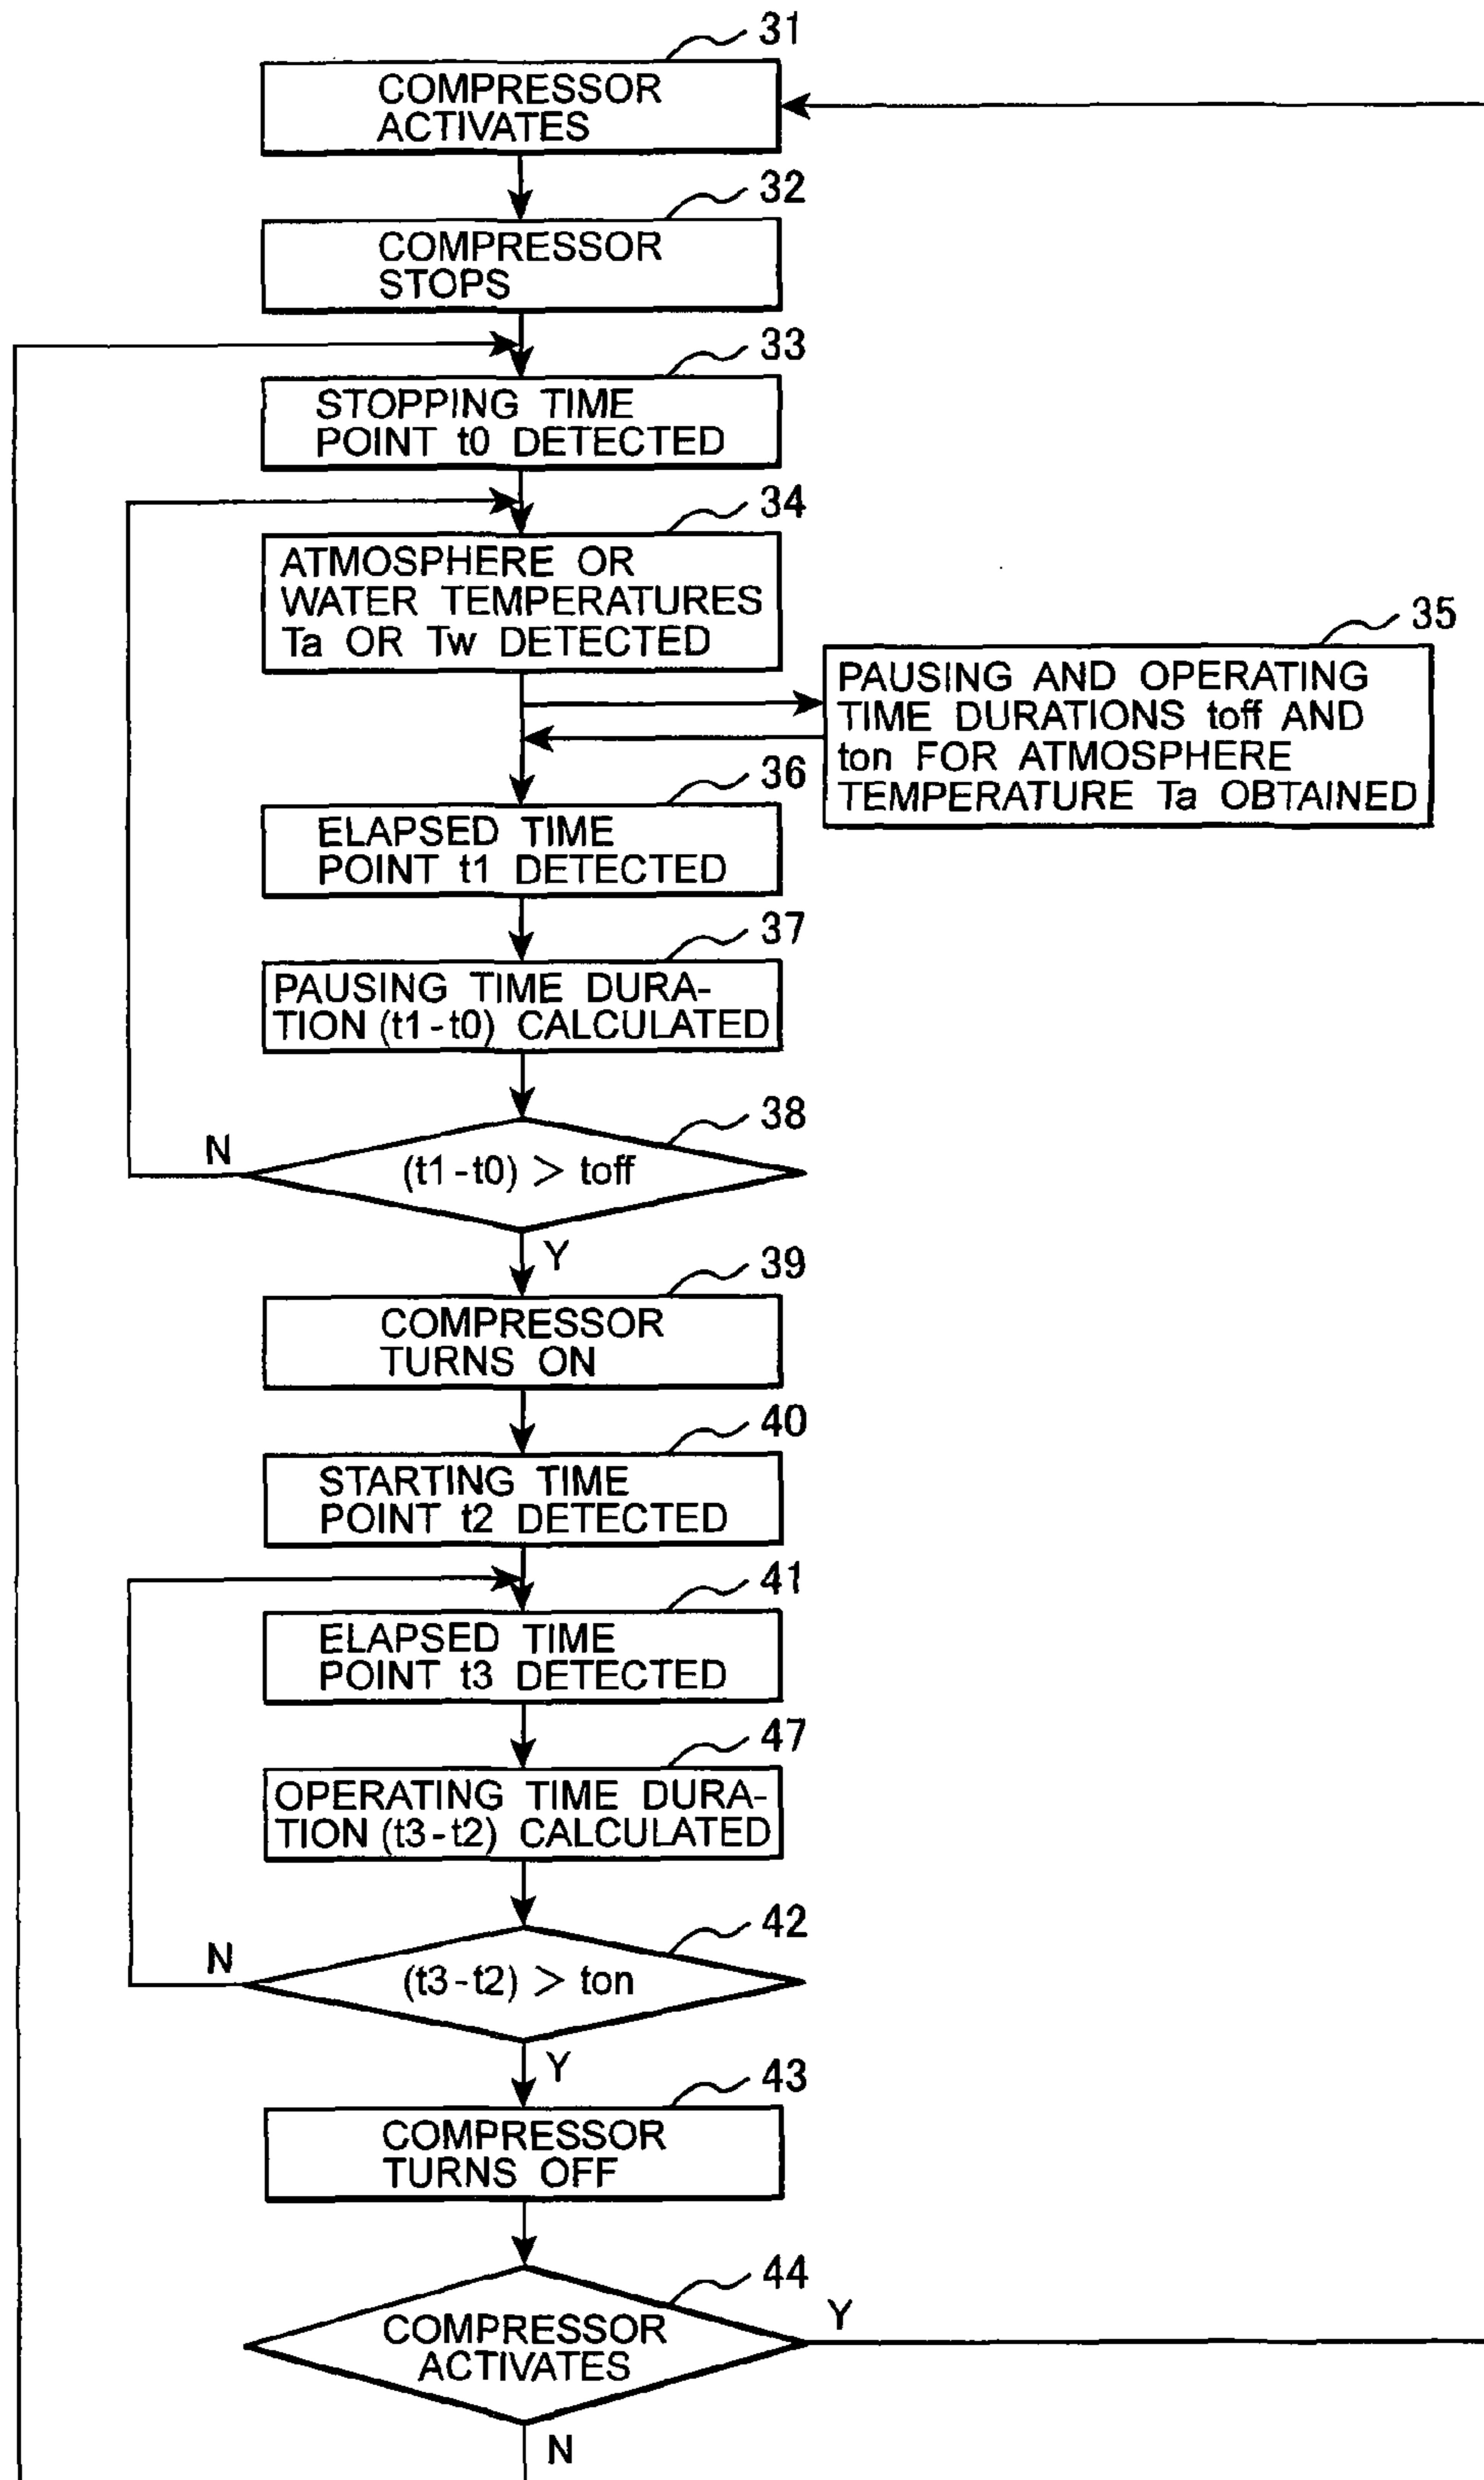 31
COMPRESSOR
ACTIVATES
32
COMPRESSOR
STOPS
33
STOPPING TIME
POINT t0 DETECTED
34
ATMOSPHERE OR
WATER TEMPERATURES
Ta OR Tw DETECTED
35
PAUSING AND OPERATING
TIME DURATIONS toff AND
ton FOR ATMOSPHERE
TEMPERATURE Ta OBTAINED
36
ELAPSED TIME
POINT t1 DETECTED
37
PAUSING TIME DURA-
TION (t1-t0) CALCULATED
38
N
(t1-t0) > toff
Y
39
COMPRESSOR
TURNS ON
40
STARTING TIME
POINT t2 DETECTED
41
ELAPSED TIME
POINT t3 DETECTED
47
OPERATING TIME DURA-
TION (t3-t2) CALCULATED
42
N
(t3-t2) > ton
Y
43
COMPRESSOR
TURNS OFF
44
Y
COMPRESSOR
ACTIVATES
N